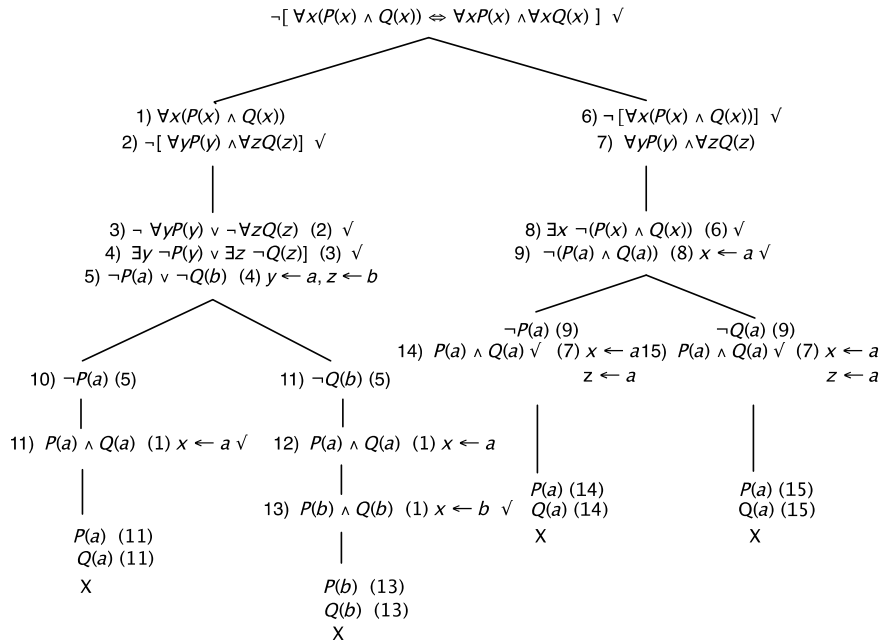 ¬[ ∀x(P(x) ∧ Q(x)) ⇔ ∀xP(x) ∧∀xQ(x) ] √
1) ∀x(P(x) ∧ Q(x))
2) ¬[ ∀yP(y) ∧∀zQ(z)] √
6) ¬ [∀x(P(x) ∧ Q(x))] √
7) ∀yP(y) ∧∀zQ(z)
3) ¬ ∀yP(y) ∨ ¬ ∀zQ(z) (2) √
4) ∃y ¬P(y) ∨ ∃z ¬Q(z)] (3) √
5) ¬P(a) ∨ ¬Q(b) (4) y ← a, z ← b
8) ∃x ¬(P(x) ∧ Q(x)) (6) √
9) ¬(P(a) ∧ Q(a)) (8) x ← a √
10) ¬P(a) (5)
11) ¬Q(b) (5)
¬P(a) (9)
14) P(a) ∧ Q(a) √ (7) x ← a
z ← a
¬Q(a) (9)
15) P(a) ∧ Q(a) √ (7) x ← a
z ← a
11) P(a) ∧ Q(a) (1) x ← a √
12) P(a) ∧ Q(a) (1) x ← a
13) P(b) ∧ Q(b) (1) x ← b √
P(a) (11)
Q(a) (11)
X
P(b) (13)
Q(b) (13)
X
P(a) (14)
Q(a) (14)
X
P(a) (15)
Q(a) (15)
X